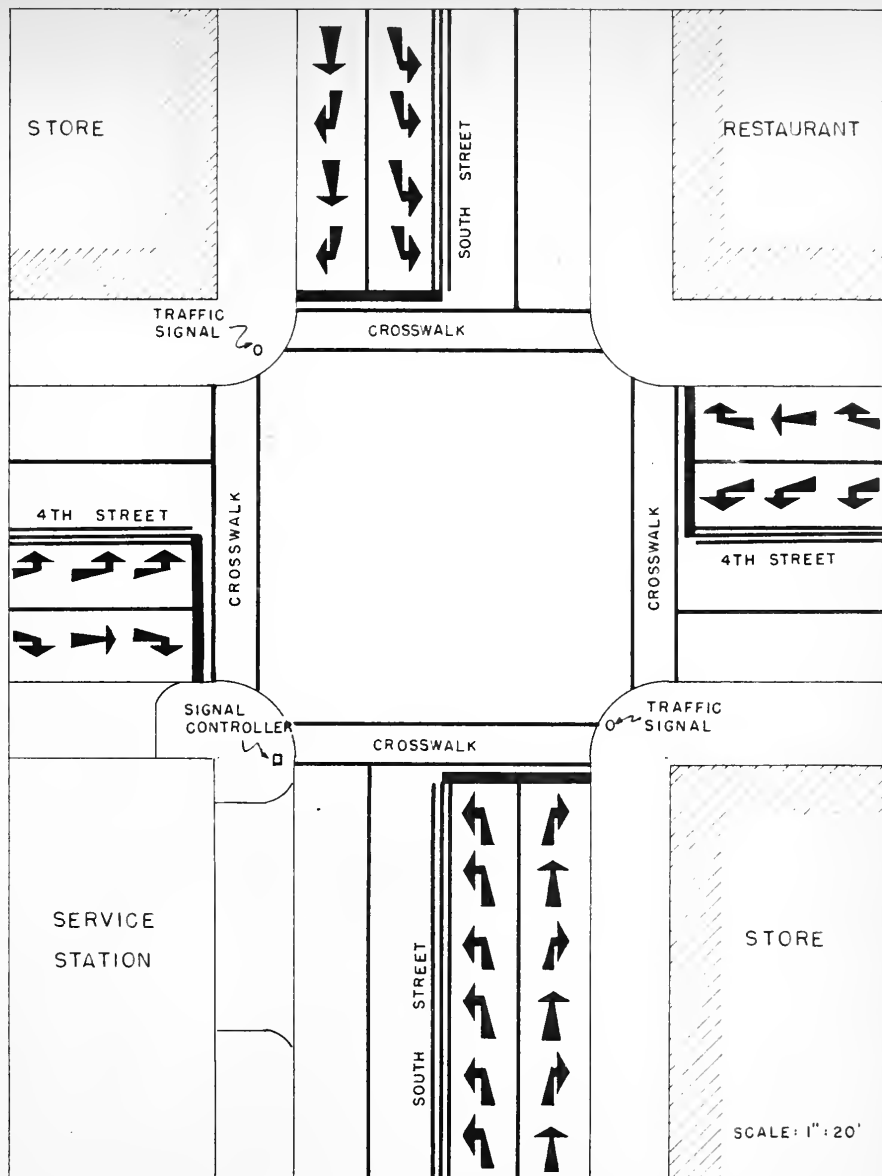 STORE
RESTAURANT
SOUTH STREET
TRAFFIC
SIGNAL
CROSSWALK
4TH STREET
CROSSWALK
CROSSWALK
4TH STREET
SIGNAL
CONTROLLER
CROSSWALK
TRAFFIC
SIGNAL
SERVICE
STATION
SOUTH STREET
STORE
SCALE: 1":20'